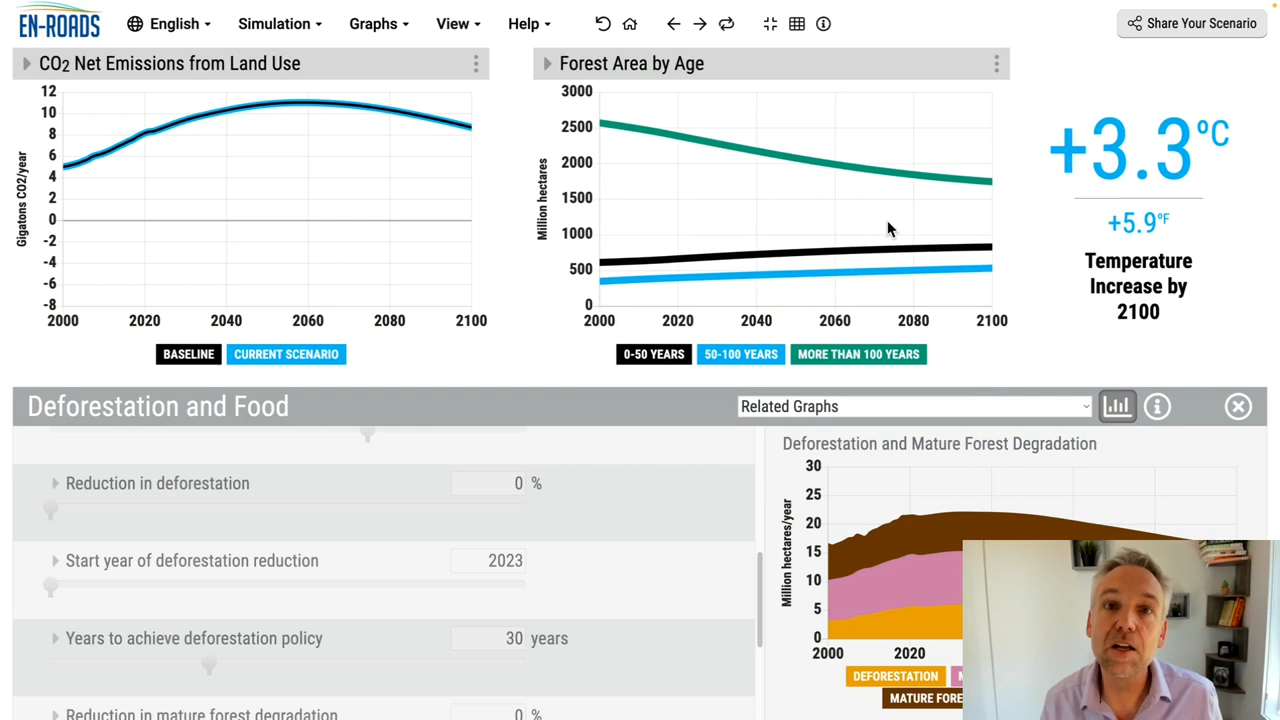 EN-ROADS
English
Simulation
Graphs
View
Help
Share Your Scenario
CO2 Net Emissions from Land Use
Gigatons CO2/year
12
10
8
6
4
2
0
-2
-4
-6
-8
2000 2020 2040 2060 2080 2100
BASELINE CURRENT SCENARIO
Forest Area by Age
Million hectares
3000
2500
2000
1500
1000
500
0
2000 2020 2040 2060 2080 2100
0-50 YEARS 50-100 YEARS MORE THAN 100 YEARS
+3.3°C
+5.9°F
Temperature
Increase by
2100
Deforestation and Food
Related Graphs
Reduction in deforestation 0 %
Start year of deforestation reduction 2023
Years to achieve deforestation policy 30 years
Reduction in mature forest degradation 0 %
Deforestation and Mature Forest Degradation
Million hectares/year
30
25
20
15
10
5
0
2000 2020
DEFORESTATION
MATURE FORE